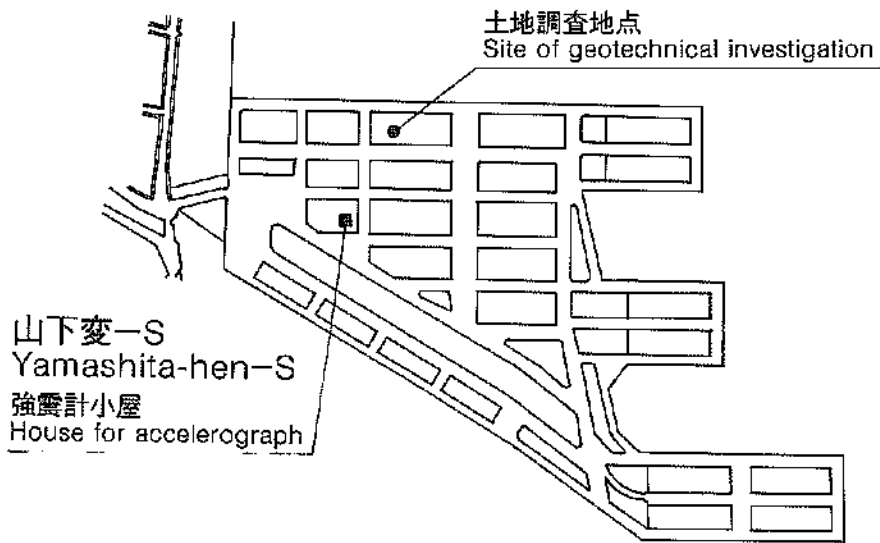 土地調査地点
Site of geotechnical investigation
山下変－S
Yamashita-hen－S
強震計小屋
House for accelerograph